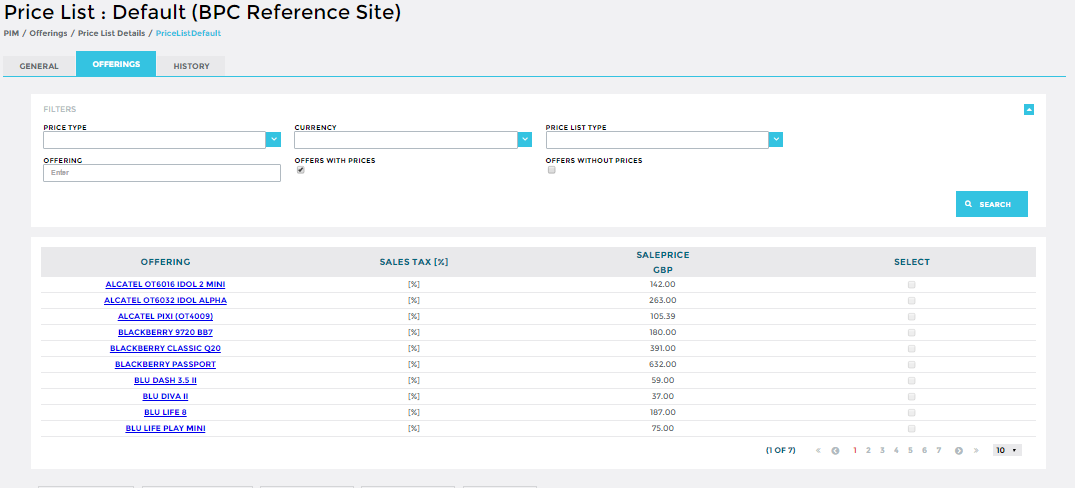 Price List : Default (BPC Reference Site)
PIM / Offerings / Price List Details / PriceListDefault
GENERAL OFFERINGS HISTORY
FILTERS
PRICE TYPE CURRENCY PRICE LIST TYPE
OFFERING OFFERS WITH PRICES OFFERS WITHOUT PRICES
Enter
SEARCH
OFFERING SALES TAX [%] SALEPRICE GBP SELECT
ALCATEL OT6016 IDOL 2 MINI [%] 142.00
ALCATEL OT6032 IDOL ALPHA [%] 263.00
ALCATEL PIXI (OT4009) [%] 105.39
BLACKBERRY 9720 BB7 [%] 180.00
BLACKBERRY CLASSIC Q20 [%] 391.00
BLACKBERRY PASSPORT [%] 632.00
BLU DASH 3.5 II [%] 59.00
BLU DIVA II [%] 37.00
BLU LIFE 8 [%] 187.00
BLU LIFE PLAY MINI [%] 75.00
(1 OF 7) « 1 2 3 4 5 6 7 » 10